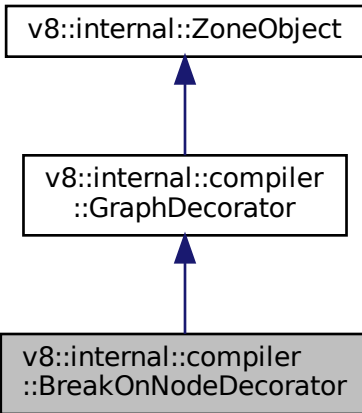 v8::internal::ZoneObject
v8::internal::compiler
::GraphDecorator
v8::internal::compiler
::BreakOnNodeDecorator